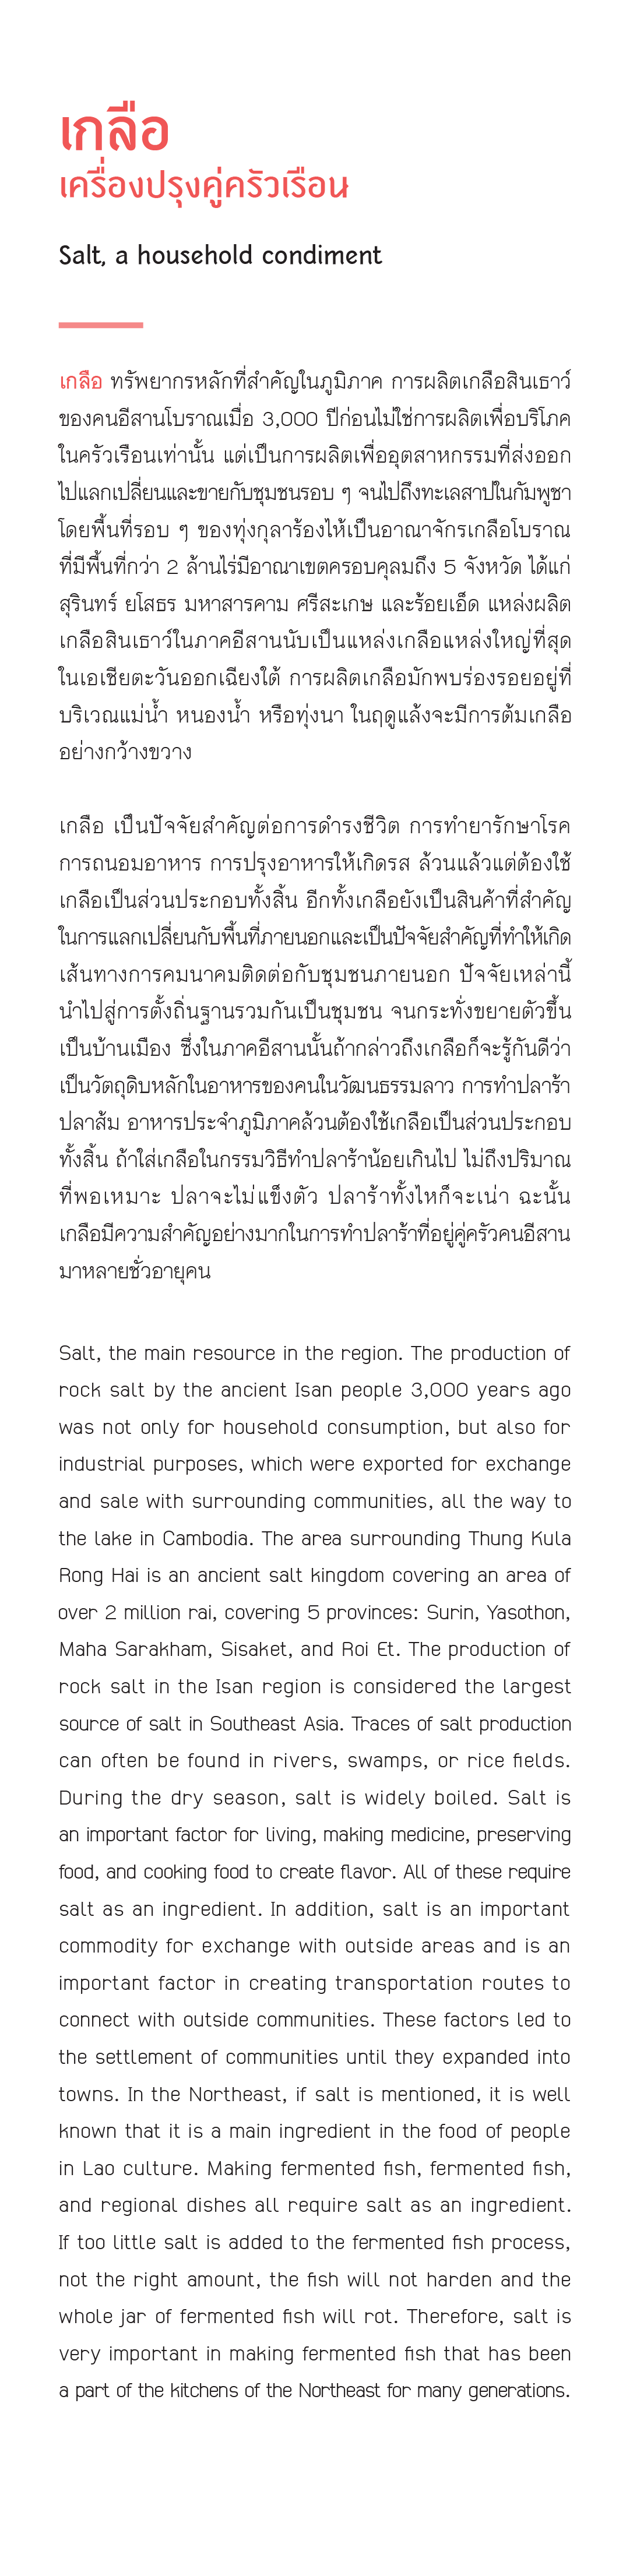 เกลือ
เครื่องปรุงคู่ครัวเรือน
Salt, a household condiment
เกลือ ทรัพยากรหลักที่สำคัญในภูมิภาค การผลิตเกลือสินเธาว์
ของคนอีสานโบราณเมื่อ 3,000 ปีก่อนไม่ใช่การผลิตเพื่อบริโภค
ในครัวเรือนเท่านั้น แต่เป็นการผลิตเพื่ออุตสาหกรรมที่ส่งออก
ไปแลกเปลี่ยนและขายกับชุมชนรอบ ๆ จนไปถึงทะเลสาปในกัมพูชา
โดยพื้นที่รอบ ๆ ของทุ่งกุลาร้องไห้เป็นอาณาจักรเกลือโบราณ
ที่มีพื้นที่กว่า 2 ล้านไร่มีอาณาเขตครอบคุลมถึง 5 จังหวัด ได้แก่
สุรินทร์ ยโสธร มหาสารคาม ศรีสะเกษ และร้อยเอ็ด แหล่งผลิต
เกลือสินเธาว์ในภาคอีสานนับเป็นแหล่งเกลือแหล่งใหญ่ที่สุด
ในเอเชียตะวันออกเฉียงใต้ การผลิตเกลือมักพบร่องรอยอยู่ที่
บริเวณแม่น้ำ หนองน้ำ หรือทุ่งนา ในฤดูแล้งจะมีการต้มเกลือ
อย่างกว้างขวาง
เกลือ เป็นปัจจัยสำคัญต่อการดำรงชีวิต การทำยารักษาโรค
การถนอมอาหาร การปรุงอาหารให้เกิดรส ล้วนแล้วแต่ต้องใช้
เกลือเป็นส่วนประกอบทั้งสิ้น อีกทั้งเกลือยังเป็นสินค้าที่สำคัญ
ในการแลกเปลี่ยนกับพื้นที่ภายนอกและเป็นปัจจัยสำคัญที่ทำให้เกิด
เส้นทางการคมนาคมติดต่อกับชุมชนภายนอก ปัจจัยเหล่านี้
นำไปสู่การตั้งถิ่นฐานรวมกันเป็นชุมชน จนกระทั่งขยายตัวขึ้น
เป็นบ้านเมือง ซึ่งในภาคอีสานนั้นถ้ากล่าวถึงเกลือก็จะรู้กันดีว่า
เป็นวัตถุดิบหลักในอาหารของคนในวัฒนธรรมลาว การทำปลาร้า
ปลาส้ม อาหารประจำภูมิภาคล้วนต้องใช้เกลือเป็นส่วนประกอบ
ทั้งสิ้น ถ้าใส่เกลือในกรรมวิธีทำปลาร้าน้อยเกินไป ไม่ถึงปริมาณ
ที่พอเหมาะ ปลาจะไม่แข็งตัว ปลาร้าทั้งไหก็จะเน่า ฉะนั้น
เกลือมีความสำคัญอย่างมากในการทำปลาร้าที่อยู่คู่ครัวคนอีสาน
มาหลายชั่วอายุคน
Salt, the main resource in the region. The production of
rock salt by the ancient Isan people 3,000 years ago
was not only for household consumption, but also for
industrial purposes, which were exported for exchange
and sale with surrounding communities, all the way to
the lake in Cambodia. The area surrounding Thung Kula
Rong Hai is an ancient salt kingdom covering an area of
over 2 million rai, covering 5 provinces: Surin, Yasothon,
Maha Sarakham, Sisaket, and Roi Et. The production of
rock salt in the Isan region is considered the largest
source of salt in Southeast Asia. Traces of salt production
can often be found in rivers, swamps, or rice fields.
During the dry season, salt is widely boiled. Salt is
an important factor for living, making medicine, preserving
food, and cooking food to create flavor. All of these require
salt as an ingredient. In addition, salt is an important
commodity for exchange with outside areas and is an
important factor in creating transportation routes to
connect with outside communities. These factors led to
the settlement of communities until they expanded into
towns. In the Northeast, if salt is mentioned, it is well
known that it is a main ingredient in the food of people
in Lao culture. Making fermented fish, fermented fish,
and regional dishes all require salt as an ingredient.
If too little salt is added to the fermented fish process,
not the right amount, the fish will not harden and the
whole jar of fermented fish will rot. Therefore, salt is
very important in making fermented fish that has been
a part of the kitchens of the Northeast for many generations.